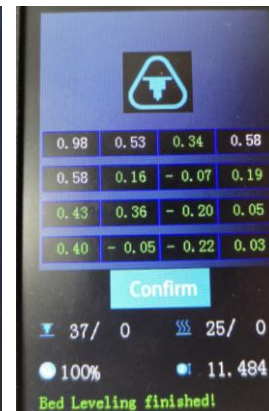 0.98 0.53 0.34 0.58
0.58 0.16 - 0.07 0.19
0.43 0.36 - 0.20 0.05
0.40 - 0.05 - 0.22 0.03
Confirm
37/ 0 25/ 0
100% 11.484
Bed Leveling finished!